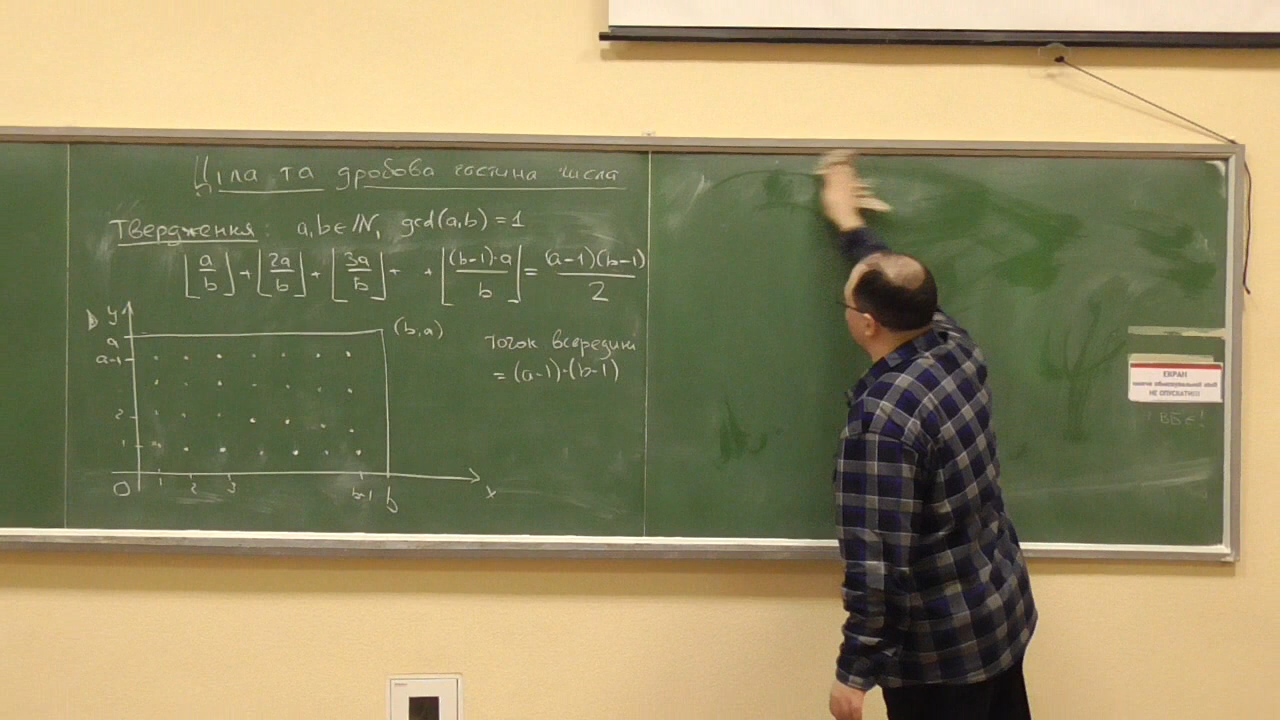 Ціла та дробова частина числа
Твердження: a, b ∈ ℕ, gcd(a,b) = 1
⌊a/b⌋ + ⌊2a/b⌋ + ⌊3a/b⌋ + + ⌊(b-1)·a/b⌋ = (a-1)(b-1)/2
y
(b,a)
a
a-1
точок всередині
= (a-1)·(b-1)
2
1
0 1 2 3 b-1 b x
ЕКРАН
НЕ ОПУСКАТИ!!!
ВБ'Є!